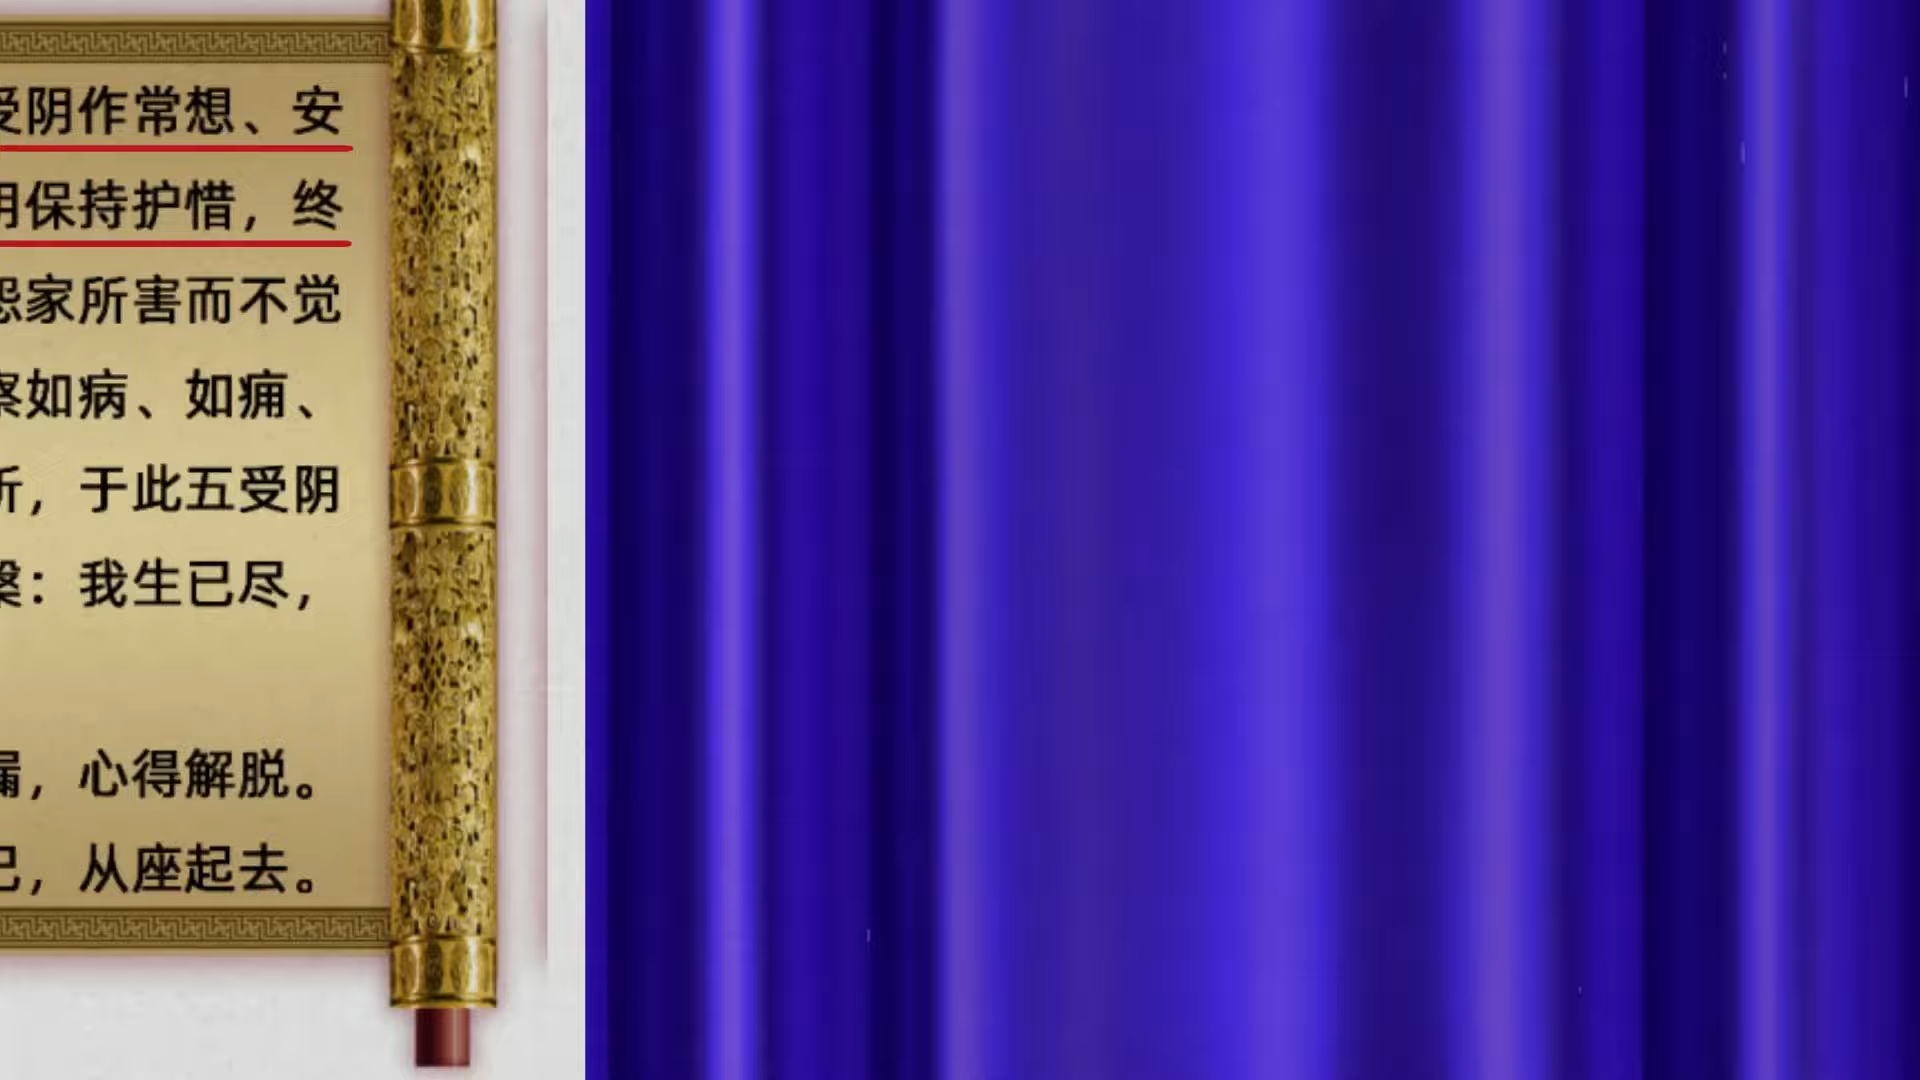 受阴作常想、安
阴保持护惜，终
怨家所害而不觉
察如病、如痈、
所，于此五受阴
槃：我生已尽，
漏，心得解脱。
已，从座起去。